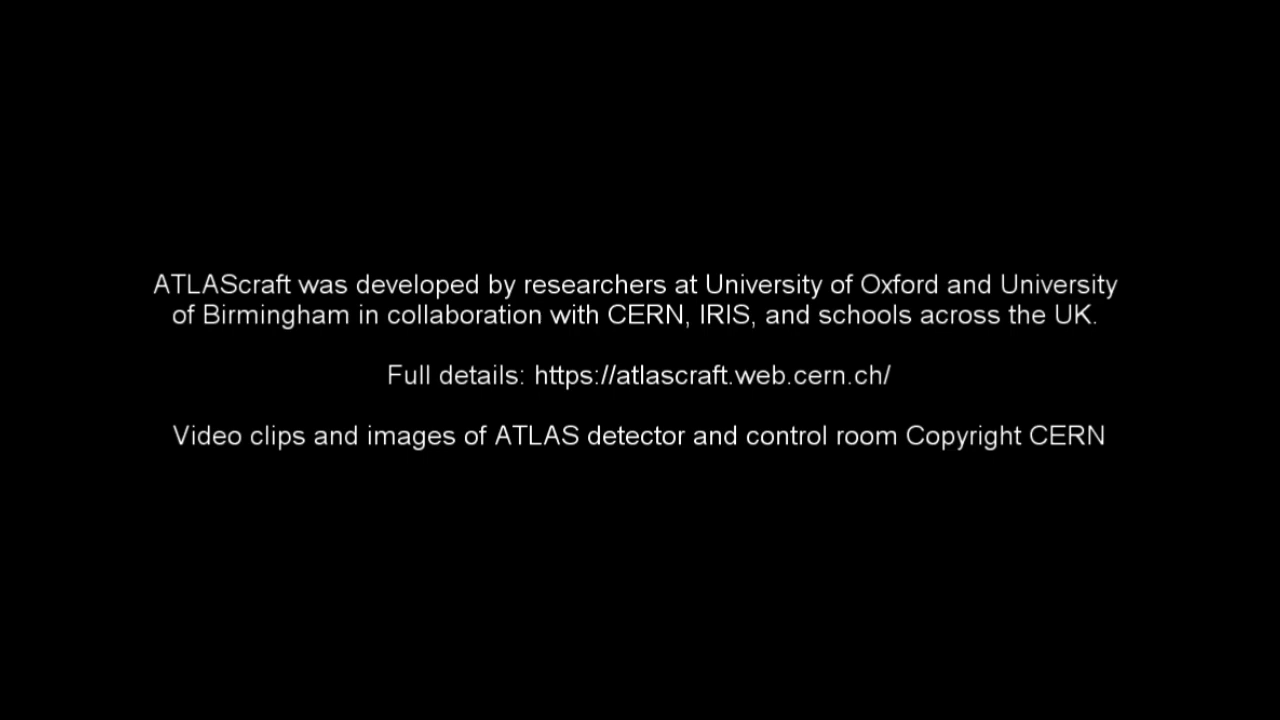 ATLAScraft was developed by researchers at University of Oxford and University
of Birmingham in collaboration with CERN, IRIS, and schools across the UK.
Full details: https://atlascraft.web.cern.ch/
Video clips and images of ATLAS detector and control room Copyright CERN